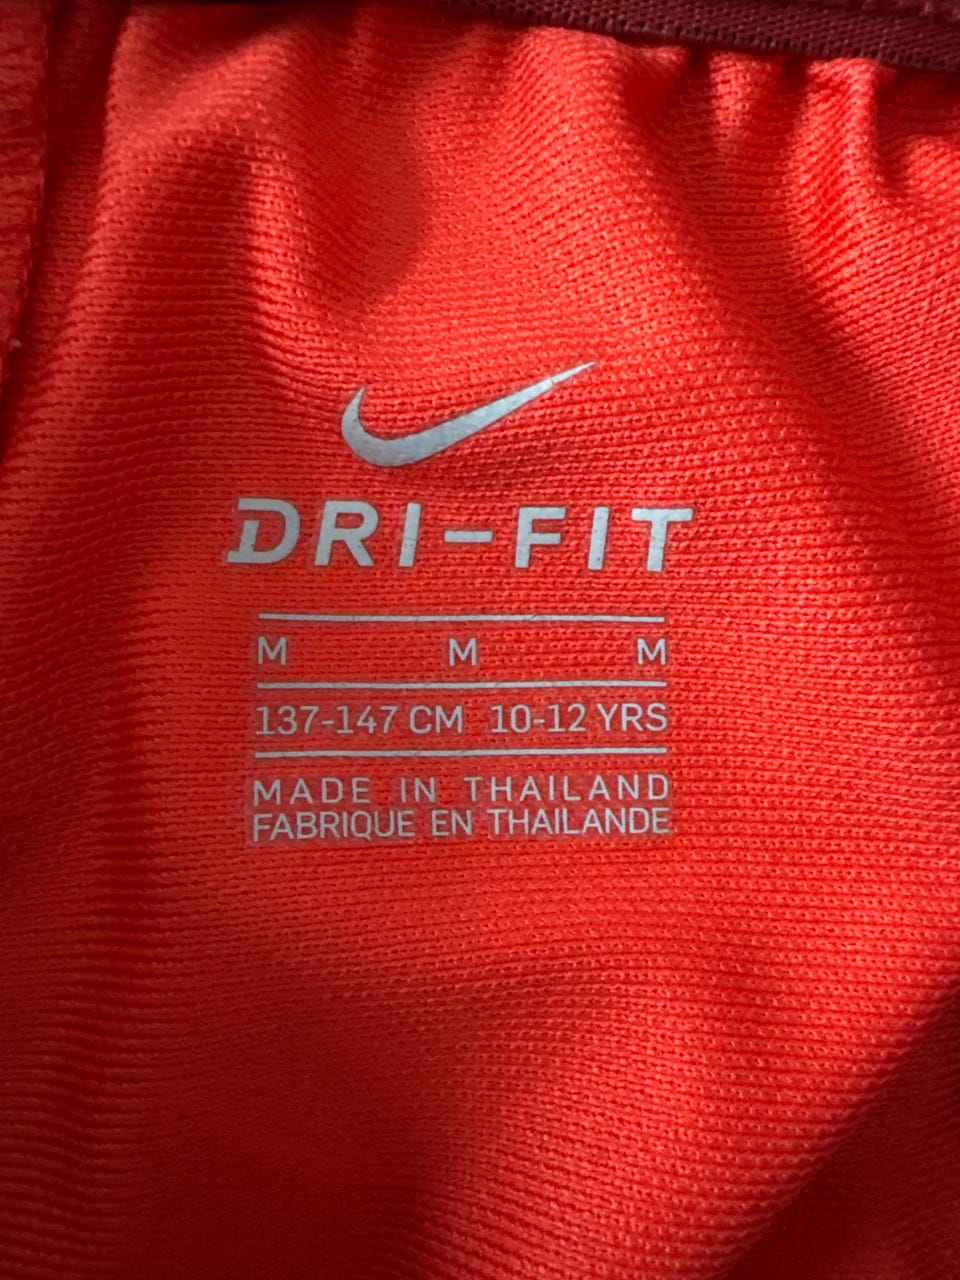 DRI-FIT
M M M
137-147 CM 10-12 YRS
MADE IN THAILAND
FABRIQUE EN THAILANDE